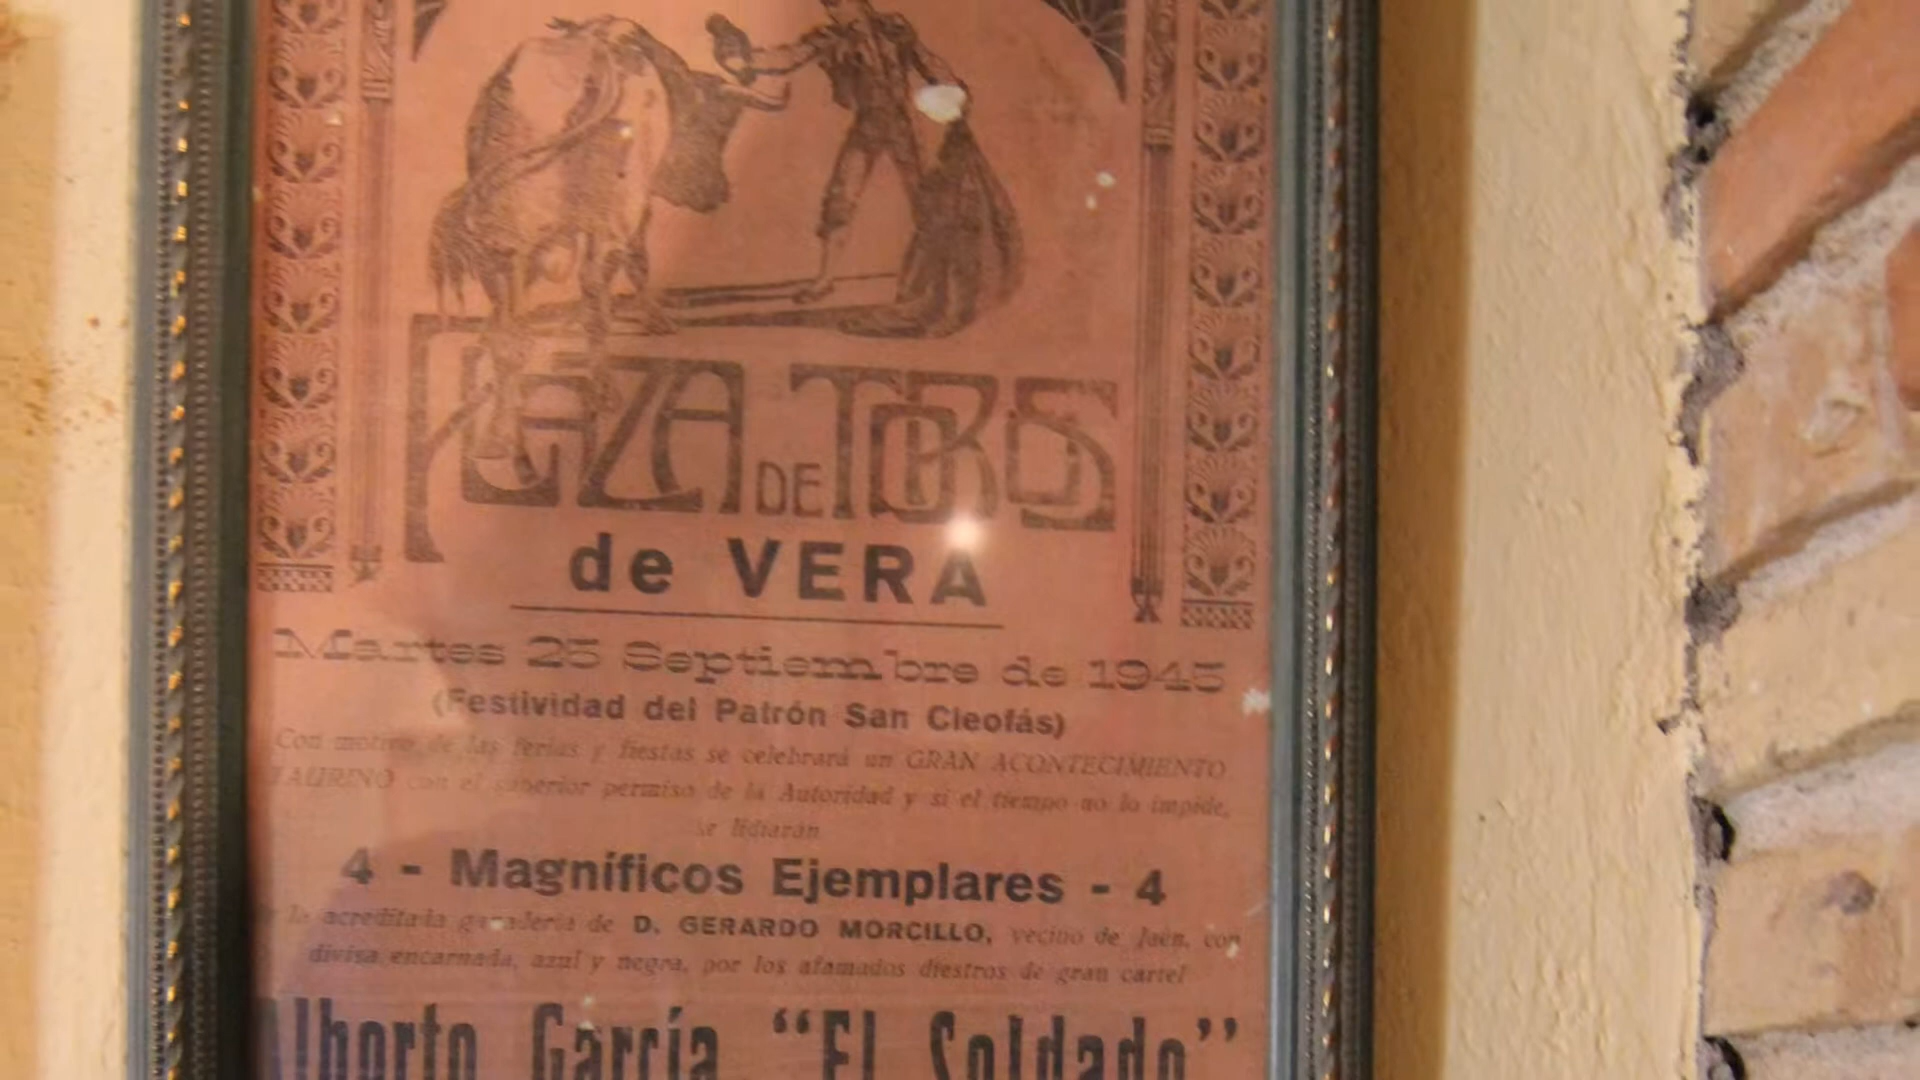 PLAZA DE TOROS
de VERA
Martes 25 Septiembre de 1945
(Festividad del Patrón San Cleofás)
Con motivo de las ferias y fiestas se celebrará un GRAN ACONTECIMIENTO
TAURINO con el superior permiso de la Autoridad y si el tiempo no lo impide,
se lidiarán
4 - Magníficos Ejemplares - 4
la acreditada ganadería de D. GERARDO MORCILLO, vecino de Jaén, con
divisa encarnada, azul y negra, por los afamados diestros de gran cartel
Alberto García “El Soldado”